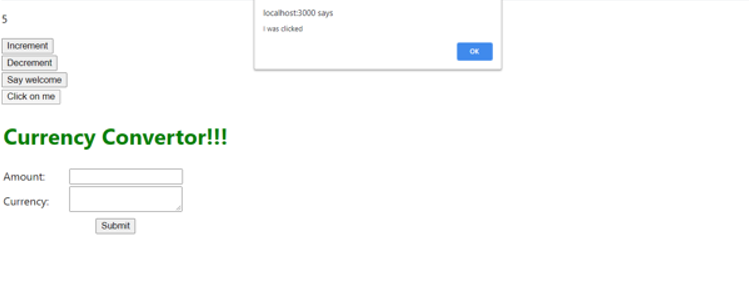 5
localhost:3000 says
I was clicked
OK
Increment
Decrement
Say welcome
Click on me
Currency Convertor!!!
Amount:
Currency:
Submit